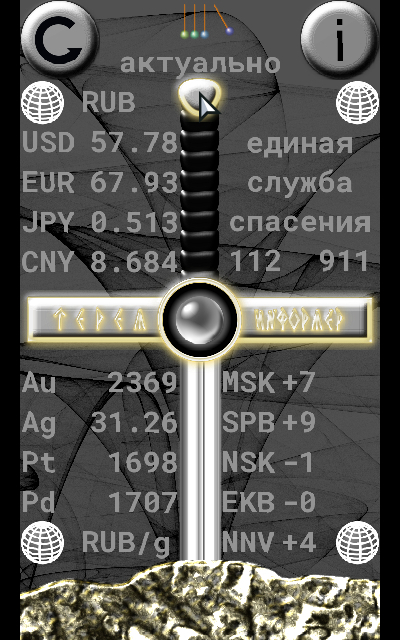 i
актуально
RUB
USD 57.78 единая
EUR 67.93 служба
JPY 0.513 спасения
CNY 8.684 112 911
ТЕРЕМ ИНФОРМЕР
Au 2369 MSK +7
Ag 31.26 SPB +9
Pt 1698 NSK -1
Pd 1707 EKB -0
RUB/g NNV +4